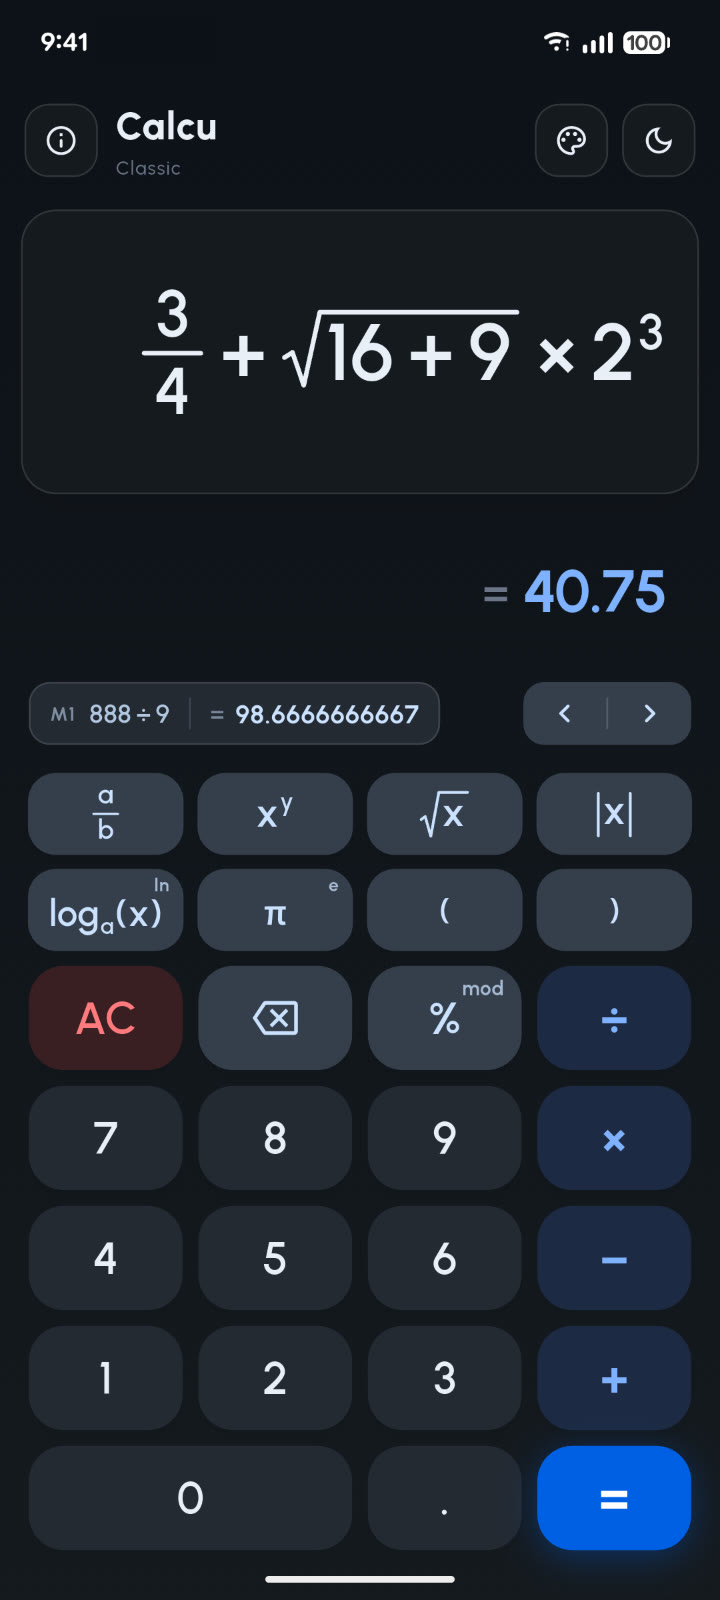 9:41 100
Calcu
Classic
3/4 + √(16 + 9) × 2³
= 40.75
M1 888÷9 = 98.6666666667 < >
a/b xʸ √x |x|
ln e
logₐ(x) π ( )
mod
AC % ÷
7 8 9 ×
4 5 6 −
1 2 3 +
0 . =